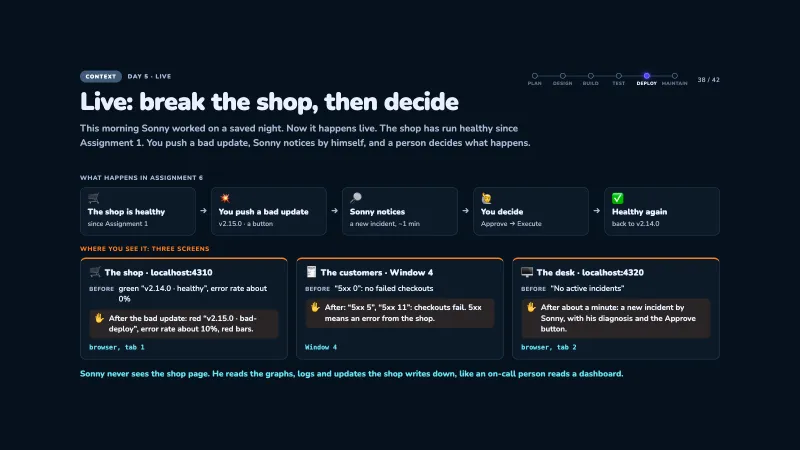 CONTEXT DAY 5 · LIVE
PLAN DESIGN BUILD TEST DEPLOY MAINTAIN
38 / 42
Live: break the shop, then decide
This morning Sonny worked on a saved night. Now it happens live. The shop has run healthy since
Assignment 1. You push a bad update, Sonny notices by himself, and a person decides what happens.
WHAT HAPPENS IN ASSIGNMENT 6
The shop is healthy
since Assignment 1
→
You push a bad update
v2.15.0 · a button
→
Sonny notices
a new incident, ~1 min
→
You decide
Approve → Execute
→
Healthy again
back to v2.14.0
WHERE YOU SEE IT: THREE SCREENS
The shop · localhost:4310
BEFORE green “v2.14.0 · healthy”, error rate about
0%
After the bad update: red “v2.15.0 · bad-
deploy”, error rate about 10%, red bars.
browser, tab 1
The customers · Window 4
BEFORE “5xx 0”: no failed checkouts
After: “5xx 5”, “5xx 11”: checkouts fail. 5xx
means an error from the shop.
Window 4
The desk · localhost:4320
BEFORE “No active incidents”
After about a minute: a new incident by
Sonny, with his diagnosis and the Approve
button.
browser, tab 2
Sonny never sees the shop page. He reads the graphs, logs and updates the shop writes down, like an on-call person reads a dashboard.